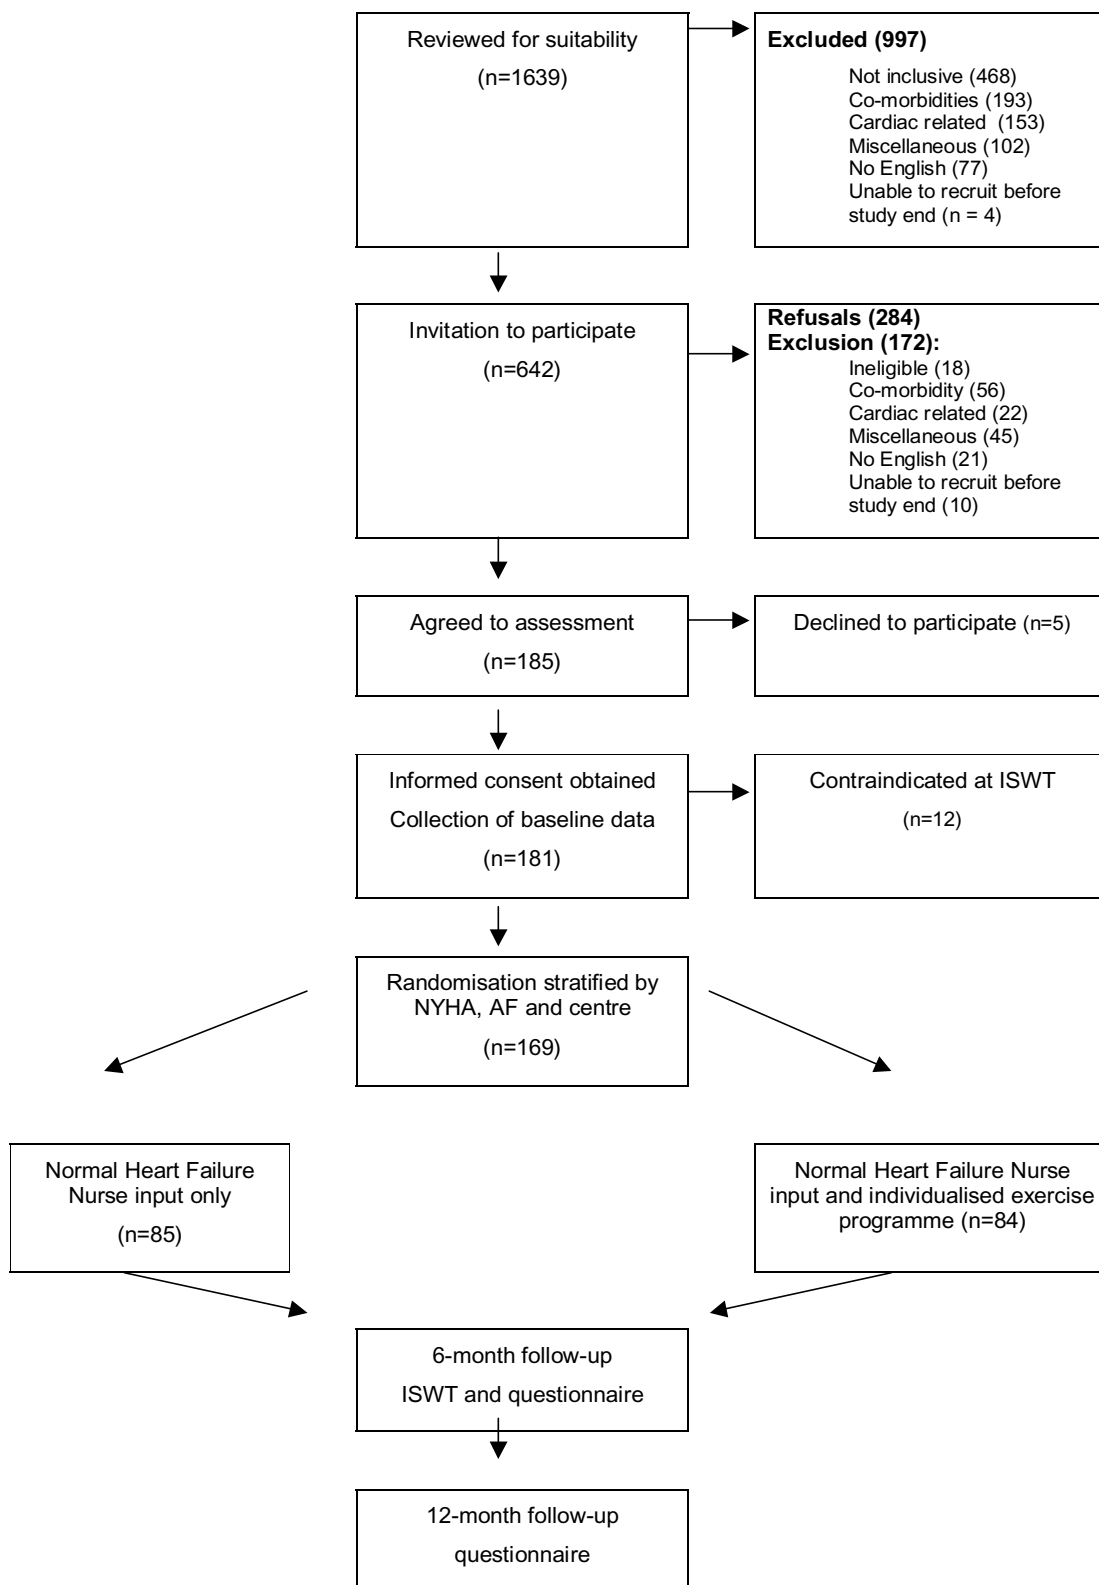 Reviewed for suitability
(n=1639)
Excluded (997)
Not inclusive (468)
Co-morbidities (193)
Cardiac related  (153)
Miscellaneous (102)
No English (77)
Unable to recruit before
study end (n = 4)
Invitation to participate
(n=642)
Refusals (284)
Exclusion (172):
Ineligible (18)
Co-morbidity (56)
Cardiac related (22)
Miscellaneous (45)
No English (21)
Unable to recruit before
study end (10)
Agreed to assessment
(n=185)
Declined to participate (n=5)
Informed consent obtained
Collection of baseline data
(n=181)
Contraindicated at ISWT
(n=12)
Randomisation stratified by
NYHA, AF and centre
(n=169)
Normal Heart Failure
Nurse input only
(n=85)
Normal Heart Failure Nurse
input and individualised exercise
programme (n=84)
6-month follow-up
ISWT and questionnaire
12-month follow-up
questionnaire